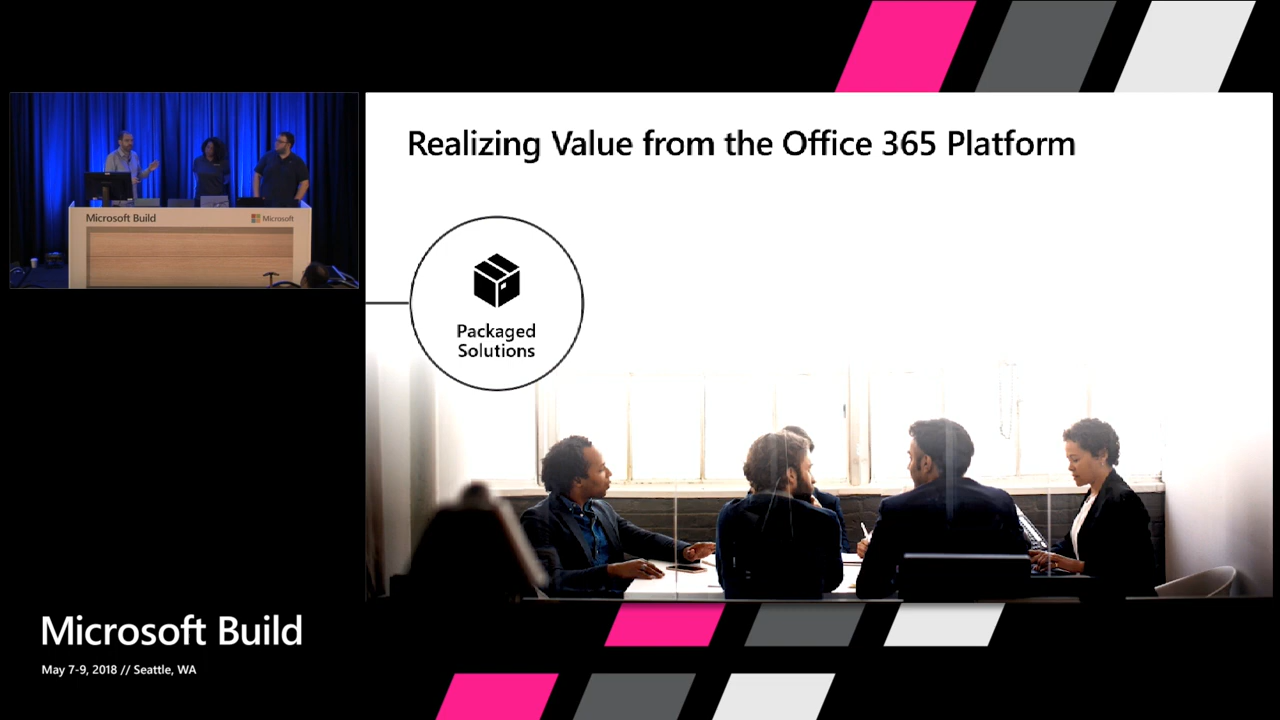 Realizing Value from the Office 365 Platform
Packaged
Solutions
Microsoft Build
Microsoft
Microsoft Build
May 7-9, 2018 // Seattle, WA